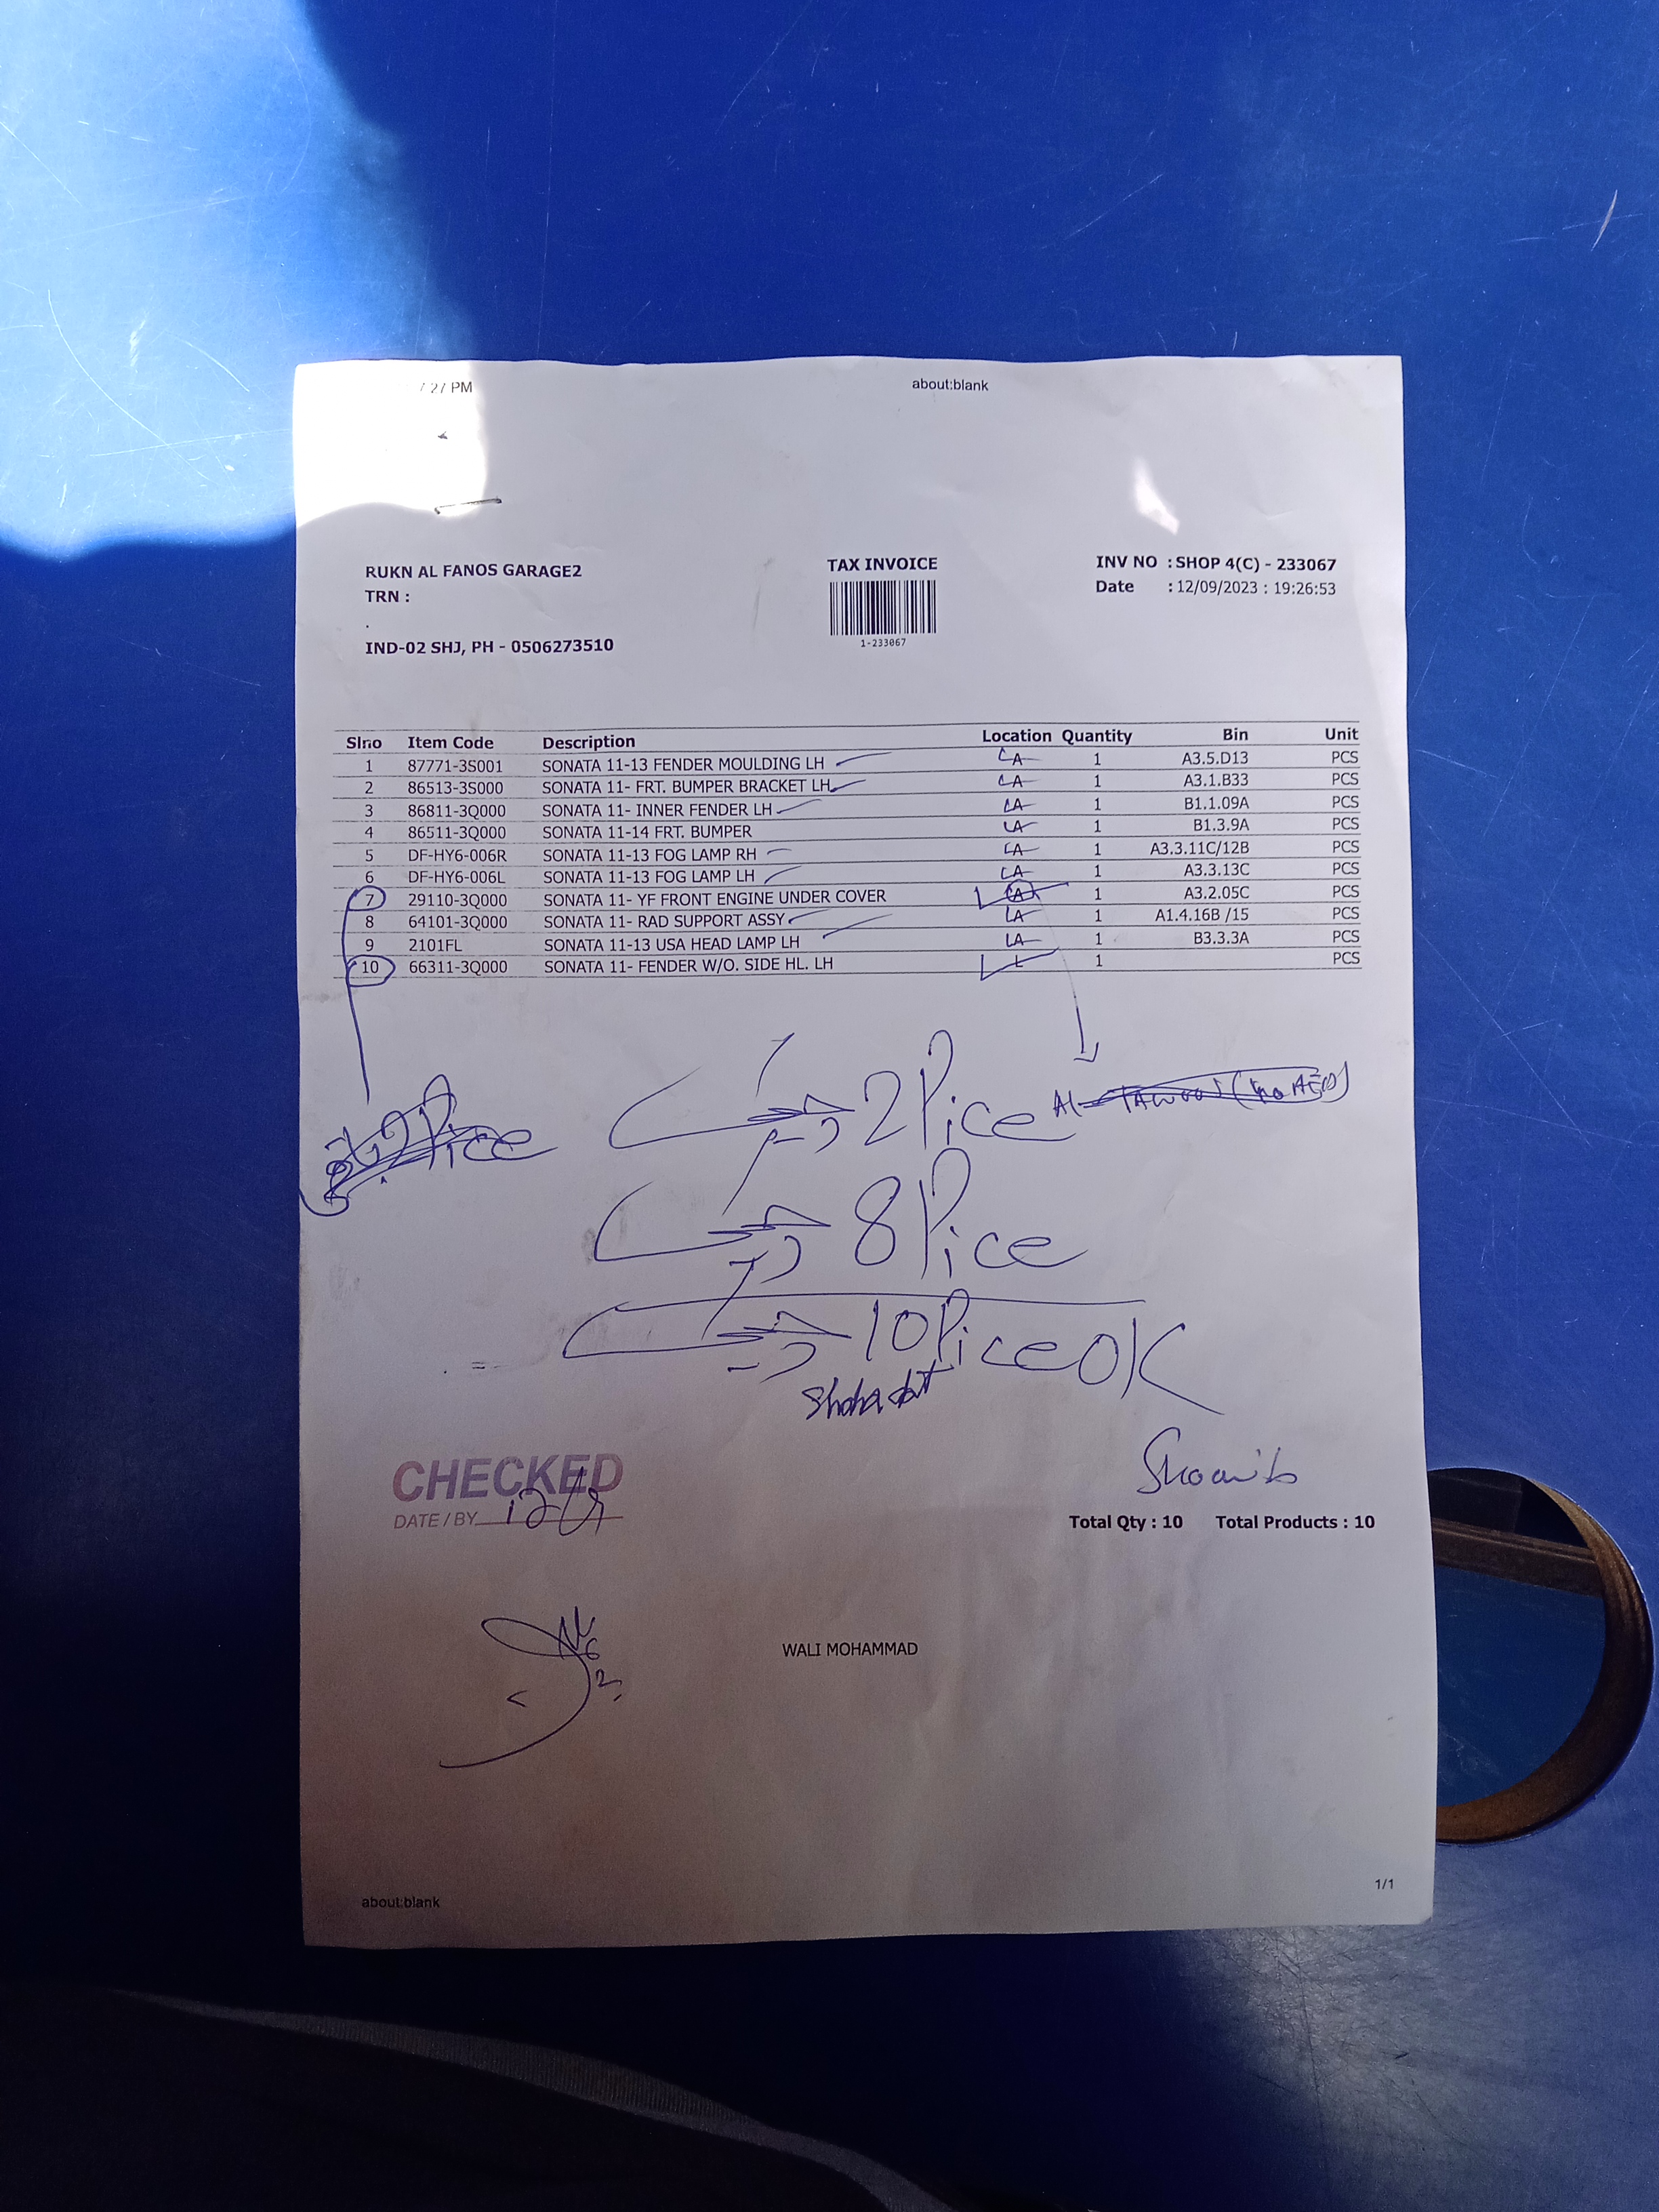 7:27 PM about:blank
RUKN AL FANOS GARAGE2 TAX INVOICE INV NO : SHOP 4(C) - 233067
TRN : Date : 12/09/2023 : 19:26:53
.
1-233067
IND-02 SHJ, PH - 0506273510
Slno Item Code Description Location Quantity Bin Unit
1 87771-3S001 SONATA 11-13 FENDER MOULDING LH LA 1 A3.5.D13 PCS
2 86513-3S000 SONATA 11- FRT. BUMPER BRACKET LH LA 1 A3.1.B33 PCS
3 86811-3Q000 SONATA 11- INNER FENDER LH LA 1 B1.1.09A PCS
4 86511-3Q000 SONATA 11-14 FRT. BUMPER LA 1 B1.3.9A PCS
5 DF-HY6-006R SONATA 11-13 FOG LAMP RH LA 1 A3.3.11C/12B PCS
6 DF-HY6-006L SONATA 11-13 FOG LAMP LH LA 1 A3.3.13C PCS
7 29110-3Q000 SONATA 11- YF FRONT ENGINE UNDER COVER LA 1 A3.2.05C PCS
8 64101-3Q000 SONATA 11- RAD SUPPORT ASSY LA 1 A1.4.16B /15 PCS
9 2101FL SONATA 11-13 USA HEAD LAMP LH LA 1 B3.3.3A PCS
10 66311-3Q000 SONATA 11- FENDER W/O. SIDE HL. LH L 1 PCS
2 Pice
2 Pice
8 Pice
10 Pice OK
Shohadat
CHECKED
DATE / BY
Total Qty : 10 Total Products : 10
WALI MOHAMMAD
1/1
about:blank